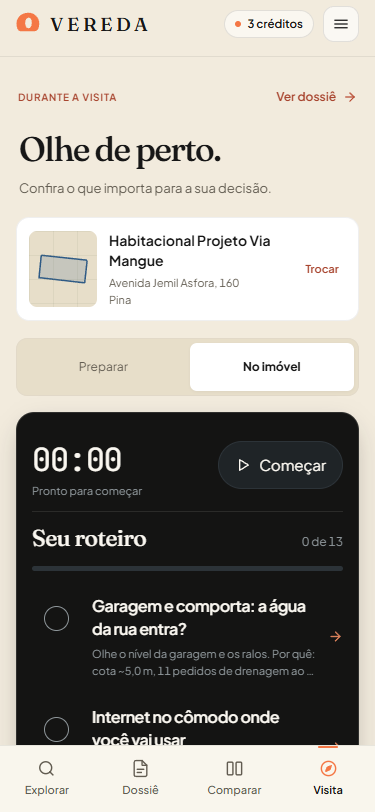 VEREDA
3 créditos
DURANTE A VISITA
Ver dossiê
Olhe de perto.
Confira o que importa para a sua decisão.
Habitacional Projeto Via
Mangue
Avenida Jemil Asfora, 160
Pina
Trocar
Preparar
No imóvel
00:00
Começar
Pronto para começar
Seu roteiro
0 de 13
Garagem e comporta: a água
da rua entra?
Olhe o nível da garagem e os ralos. Por quê:
cota ~5,0 m, 11 pedidos de drenagem ao ...
Internet no cômodo onde
você vai usar
Explorar
Dossiê
Comparar
Visita